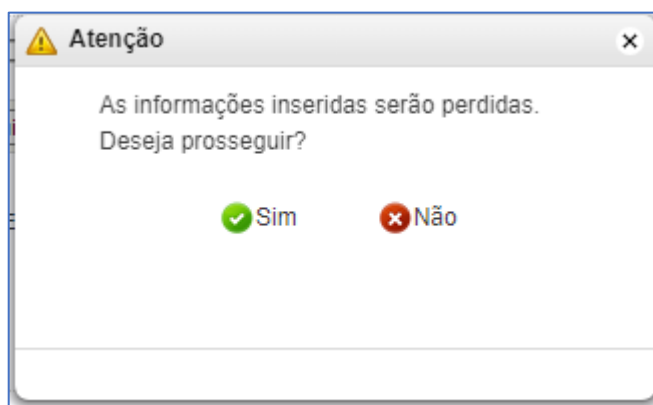 Atenção
As informações inseridas serão perdidas.
Deseja prosseguir?
Sim Não